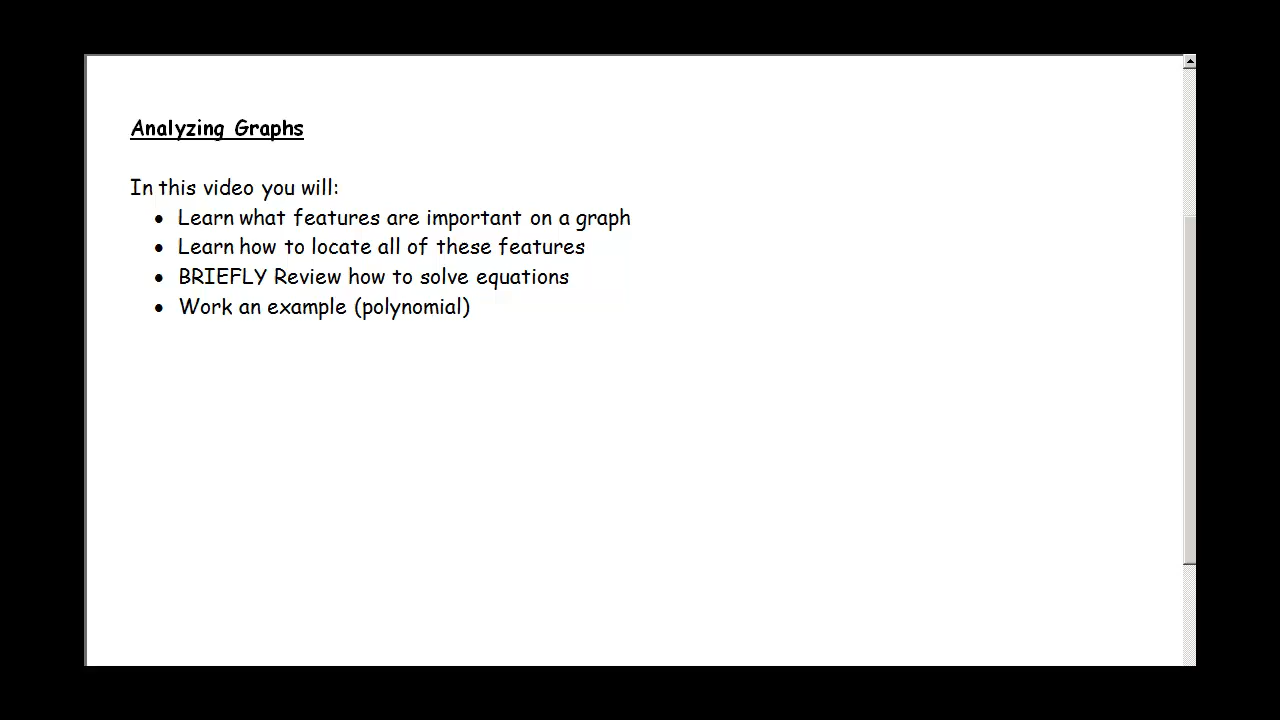 Analyzing Graphs
In this video you will:
• Learn what features are important on a graph
• Learn how to locate all of these features
• BRIEFLY Review how to solve equations
• Work an example (polynomial)